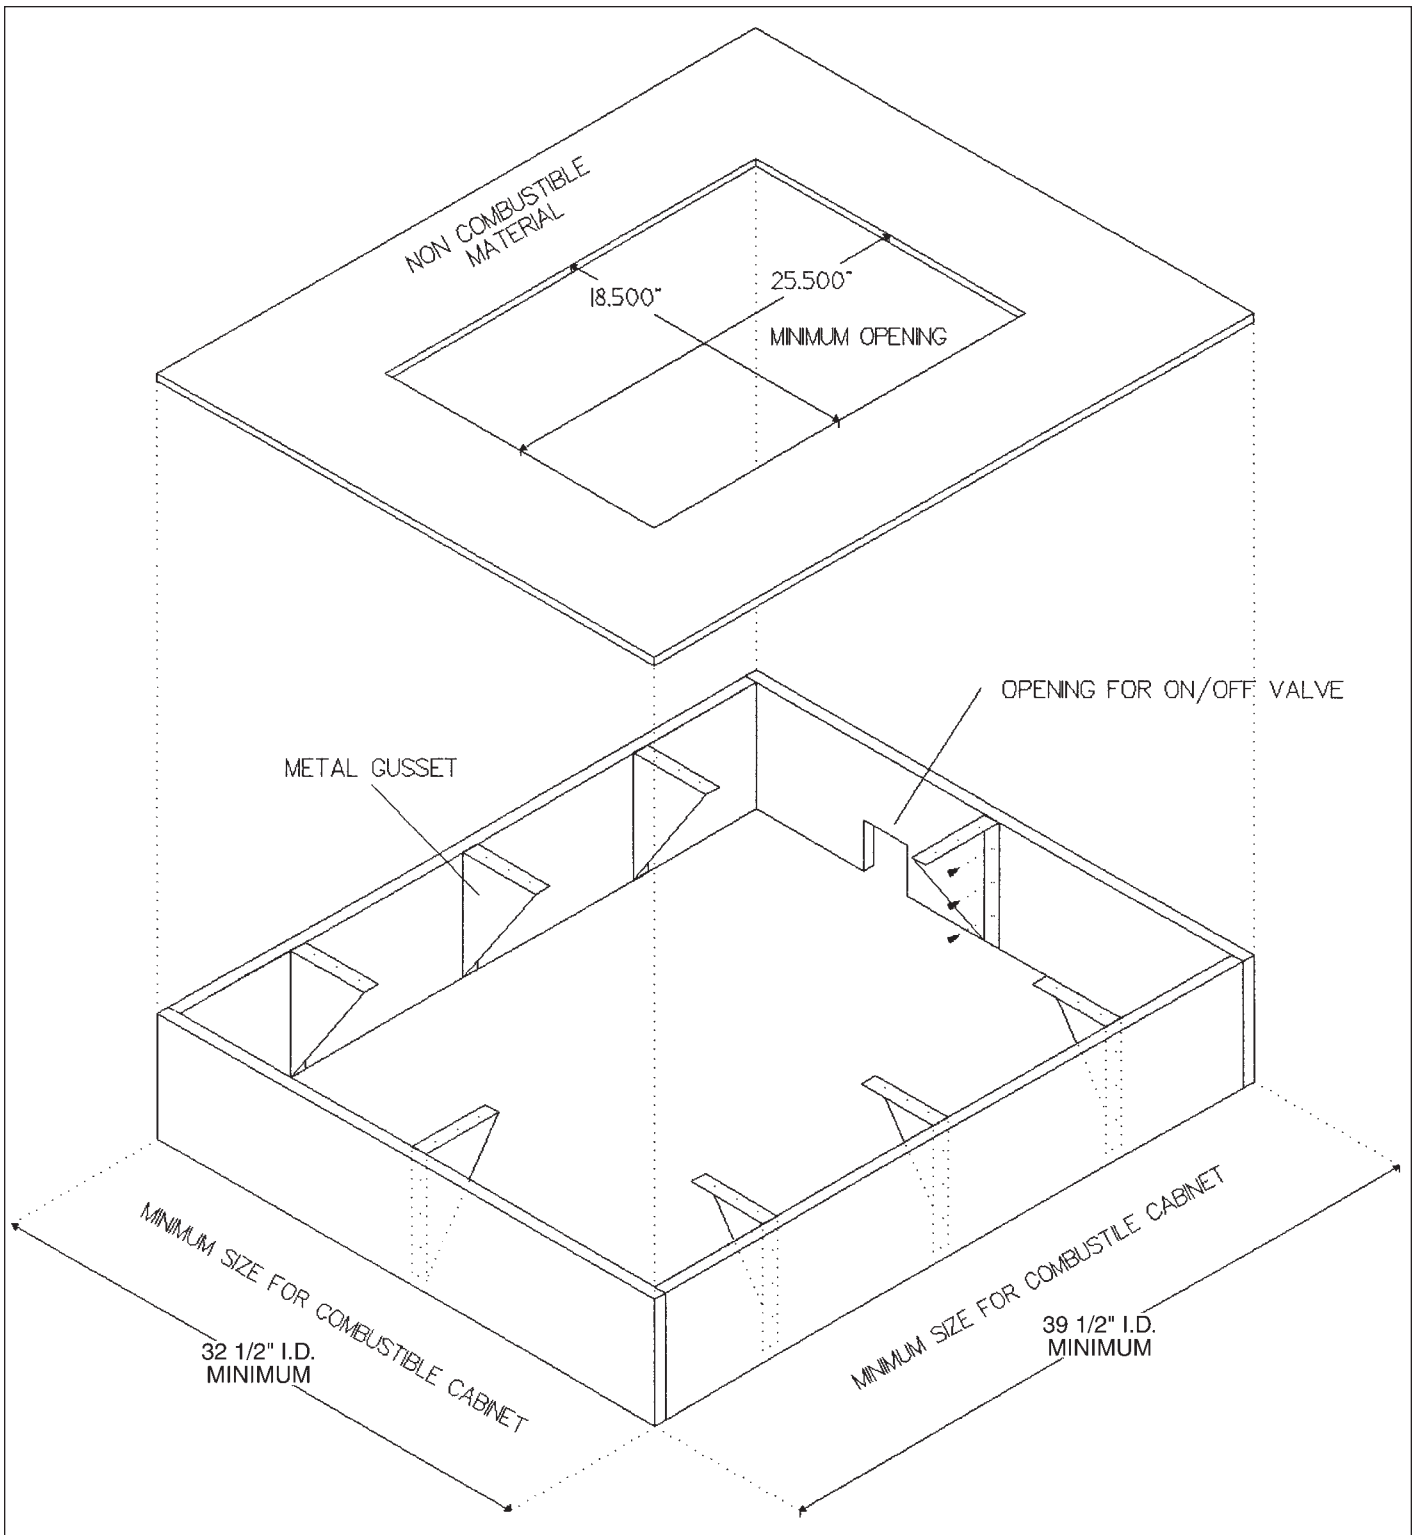 NON COMBUSTIBLE
MATERIAL
18.500"
25.500"
MINIMUM OPENING
OPENING FOR ON/OFF VALVE
METAL GUSSET
MINIMUM SIZE FOR COMBUSTIBLE CABINET
32 1/2" I.D.
MINIMUM
MINIMUM SIZE FOR COMBUSTILE CABINET
39 1/2" I.D.
MINIMUM